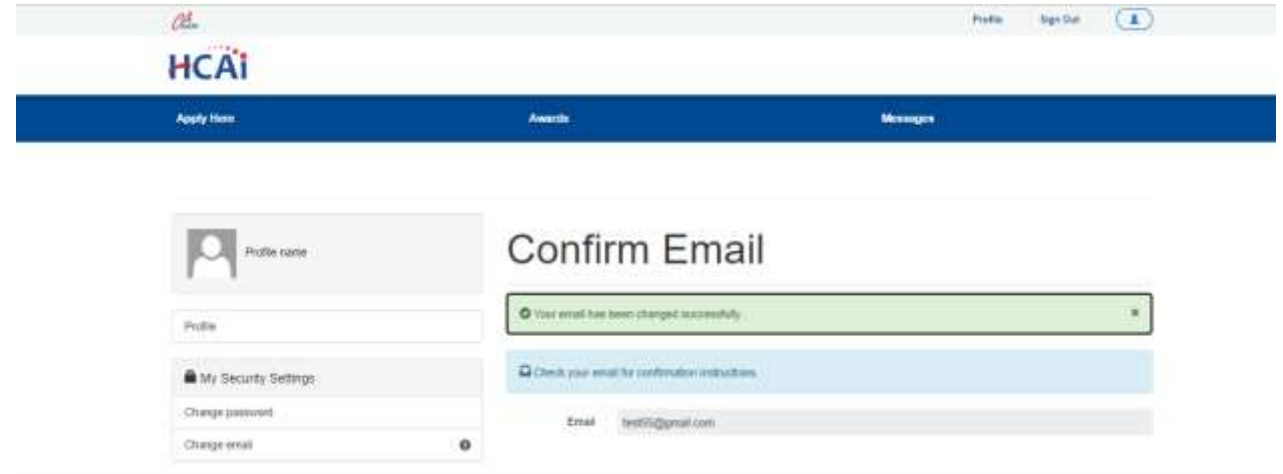 Profile
Sign Out
HCAi
Apply Here
Awards
Messages
Profile name
Confirm Email
Your email has been changed successfully.
Profile
Check your email for confirmation instructions.
My Security Settings
Change password
Email
Change email